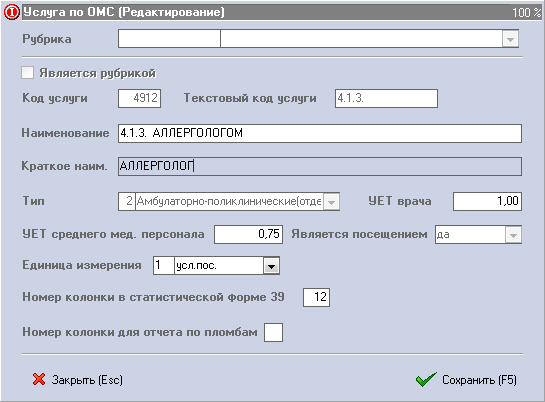 Услуга по ОМС (Редактирование) 100 %
Рубрика
Является рубрикой
Код услуги 4912 Текстовый код услуги 4.1.3.
Наименование 4.1.3. АЛЛЕРГОЛОГОМ
Краткое наим. АЛЛЕРГОЛОГ
Тип 2 Амбулаторно-поликлинические(отде УЕТ врача 1,00
УЕТ среднего мед. персонала 0,75 Является посещением да
Единица измерения 1 усл.пос.
Номер колонки в статистической форме 39 12
Номер колонки для отчета по пломбам
Закрыть (Esc) Сохранить (F5)